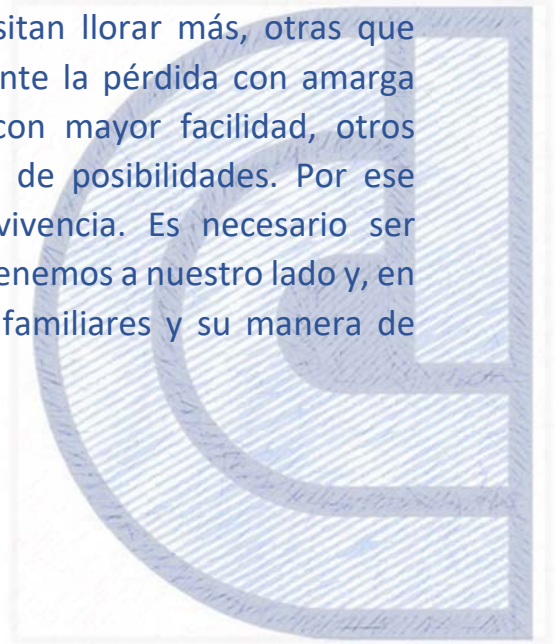 sitan llorar más, otras que
nte la pérdida con amarga
con mayor facilidad, otros
de posibilidades. Por ese
vivencia. Es necesario ser
enemos a nuestro lado y, en
familiares y su manera de